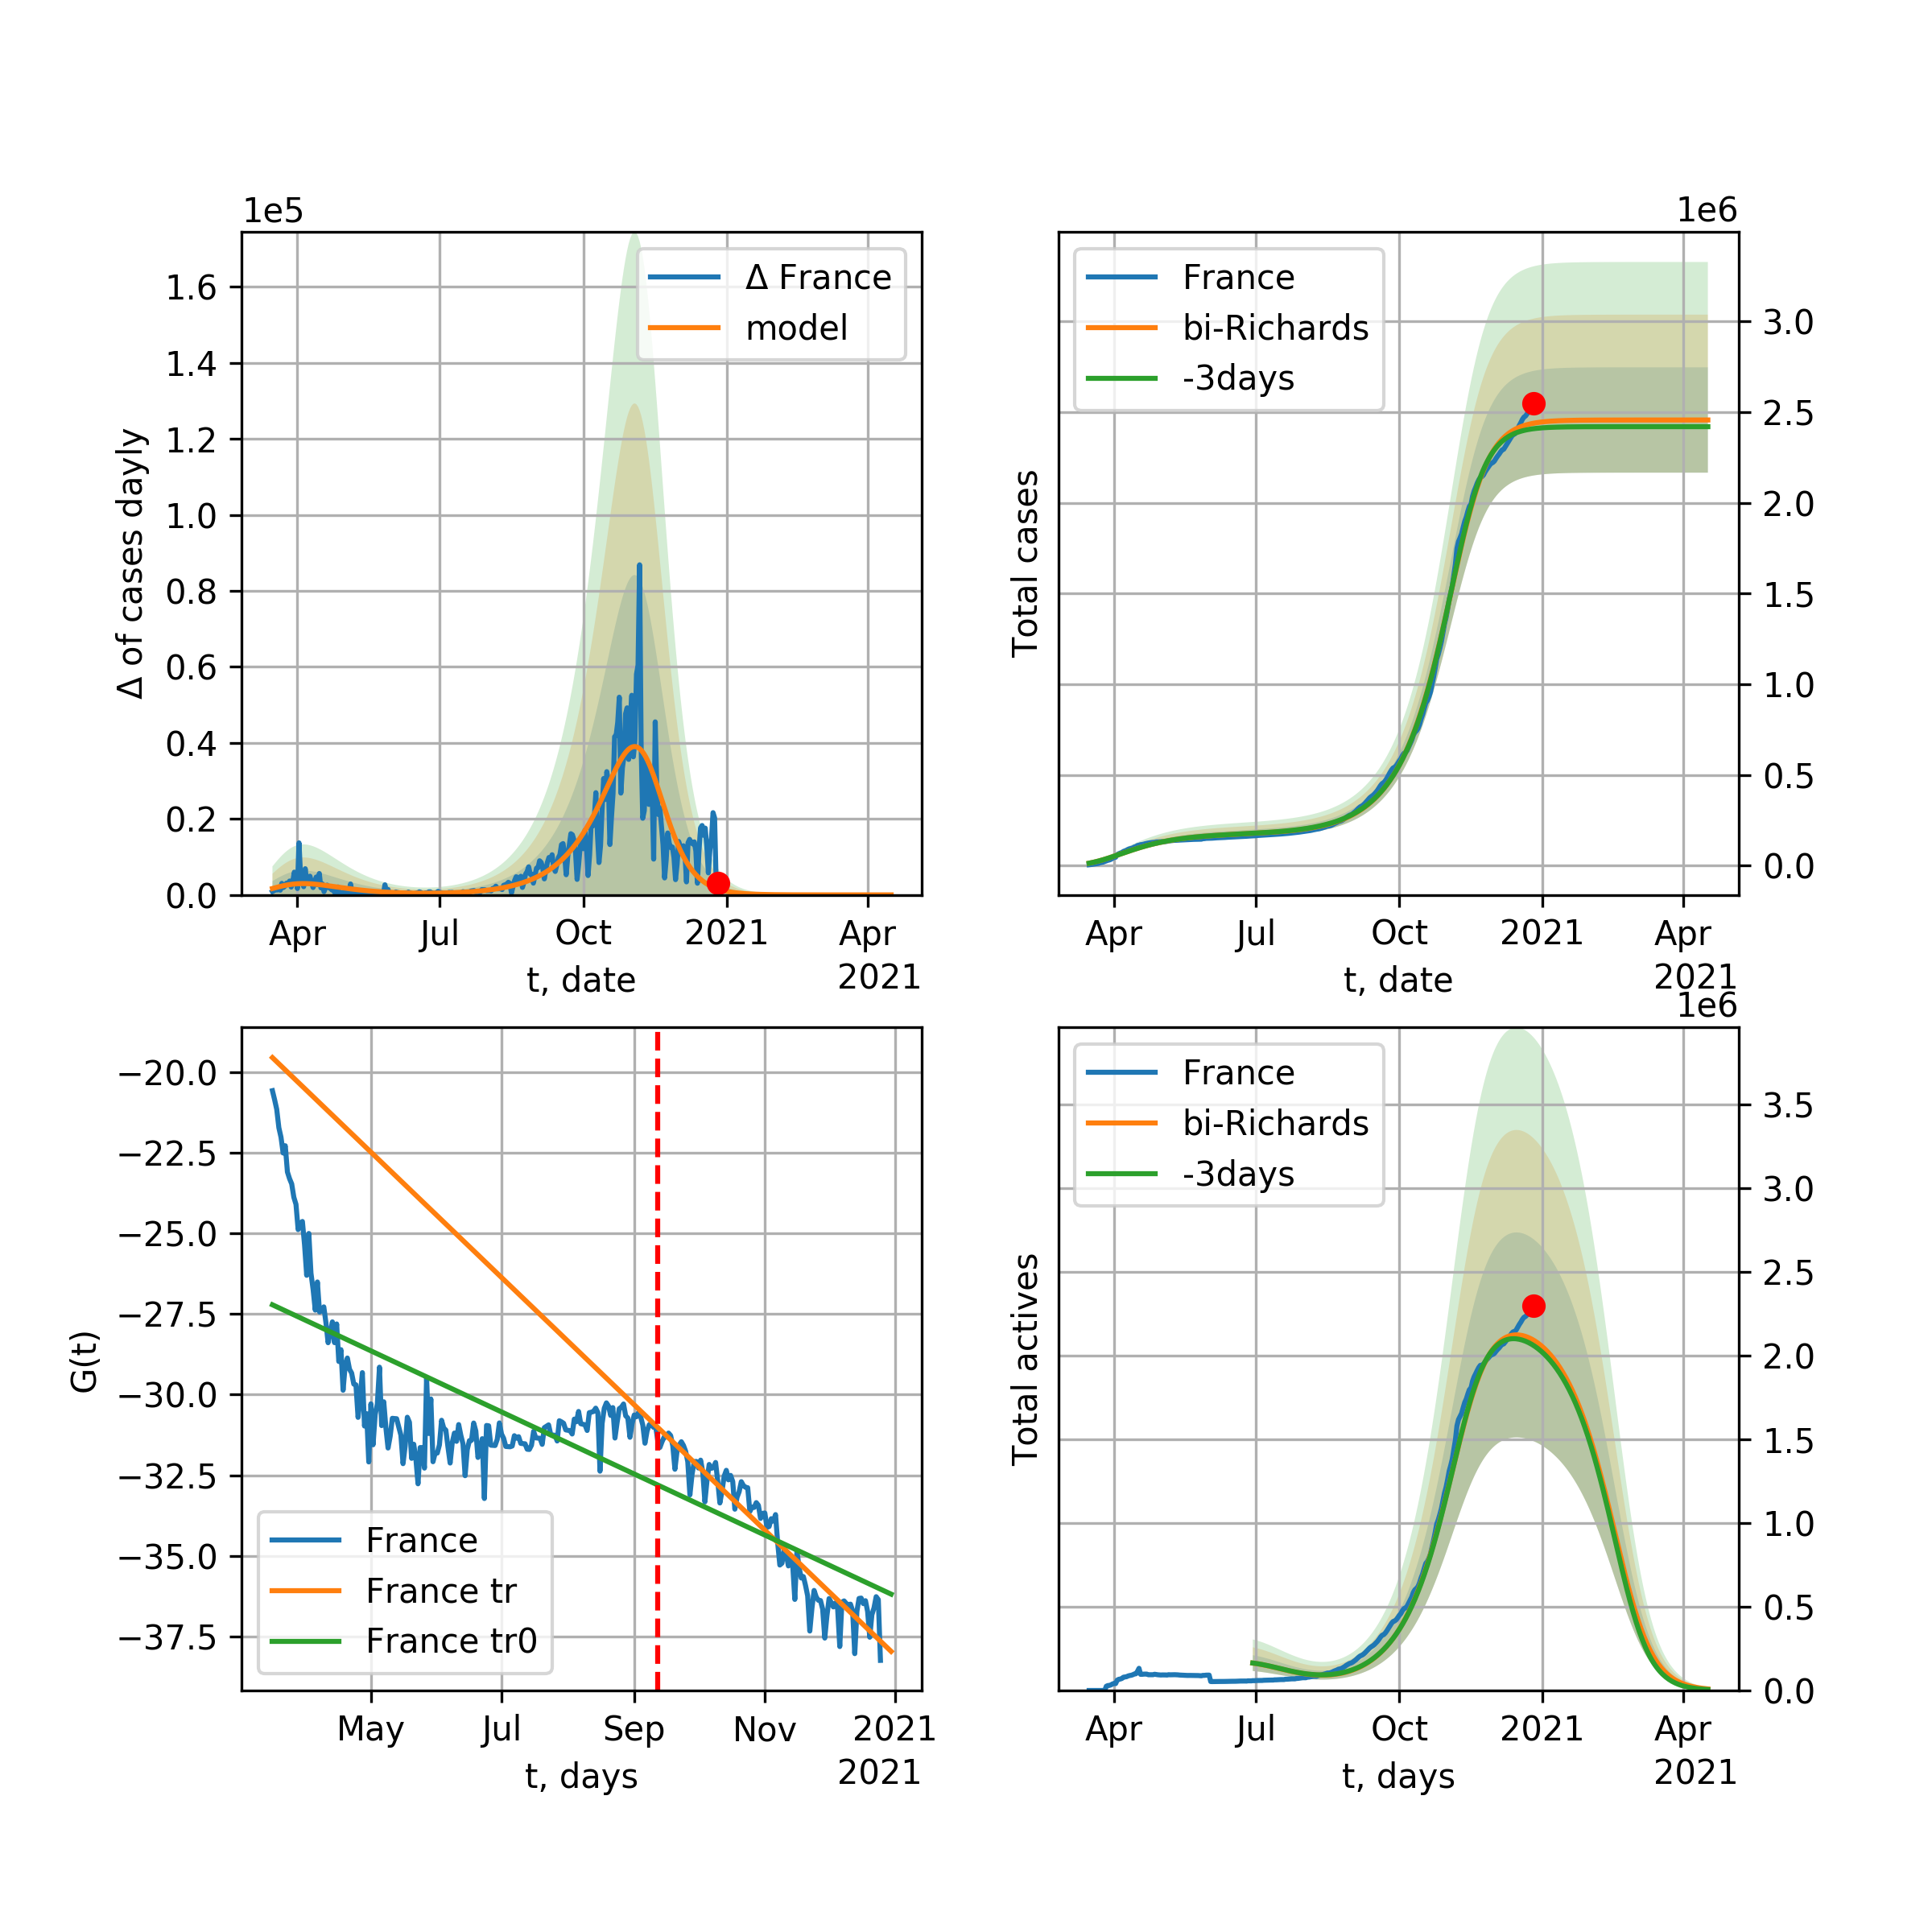 1e5
Δ of cases dayly
1.6
1.4
1.2
1.0
0.8
0.6
0.4
0.2
0.0
Δ France
model
Apr
Jul
Oct
2021
Apr
t, date
2021
1e6
Total cases
France
bi-Richards
-3days
3.0
2.5
2.0
1.5
1.0
0.5
0.0
Apr
Jul
Oct
2021
Apr
t, date
2021
G(t)
−20.0
−22.5
−25.0
−27.5
−30.0
−32.5
−35.0
−37.5
France
France tr
France tr0
May
Jul
Sep
Nov
2021
t, days
2021
1e6
Total actives
France
bi-Richards
-3days
3.5
3.0
2.5
2.0
1.5
1.0
0.5
0.0
Apr
Jul
Oct
2021
Apr
t, days
2021